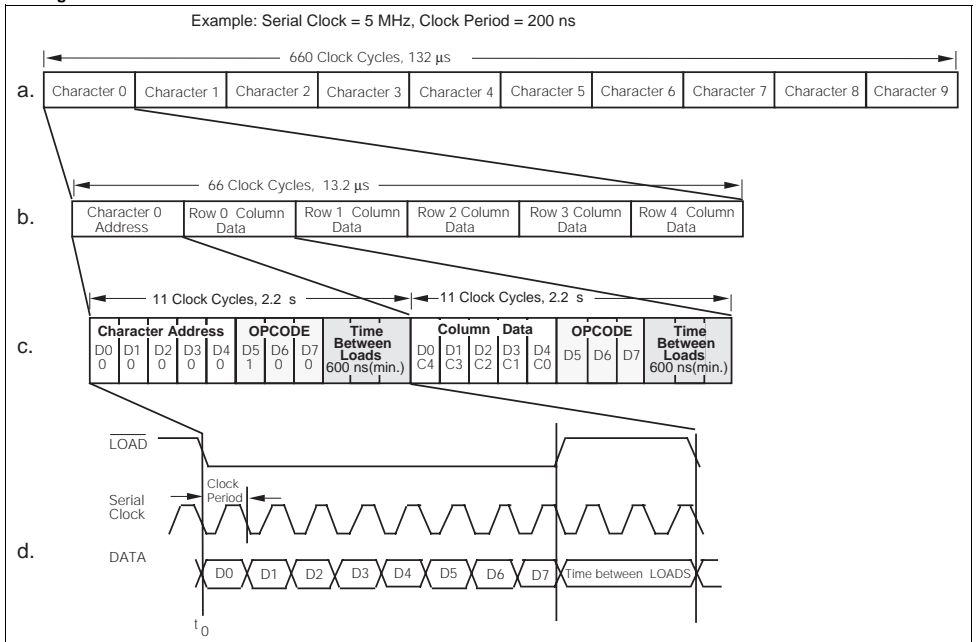 Example: Serial Clock = 5 MHz, Clock Period = 200 ns
660 Clock Cycles, 132 μs
a. Character 0 Character 1 Character 2 Character 3 Character 4 Character 5 Character 6 Character 7 Character 8 Character 9
66 Clock Cycles, 13.2 μs
b. Character 0 Address Row 0 Column Data Row 1 Column Data Row 2 Column Data Row 3 Column Data Row 4 Column Data
11 Clock Cycles, 2.2 s 11 Clock Cycles, 2.2 s
c. Character Address OPCODE Time Between Loads 600 ns(min.) Column Data OPCODE Time Between Loads 600 ns(min.)
D0 D1 D2 D3 D4 D5 D6 D7 D0 D1 D2 D3 D4 D5 D6 D7
0 0 0 0 0 1 0 0 C4 C3 C2 C1 C0
LOAD
Clock Period
Serial Clock
d.
DATA D0 D1 D2 D3 D4 D5 D6 D7 Time between LOADS
t0